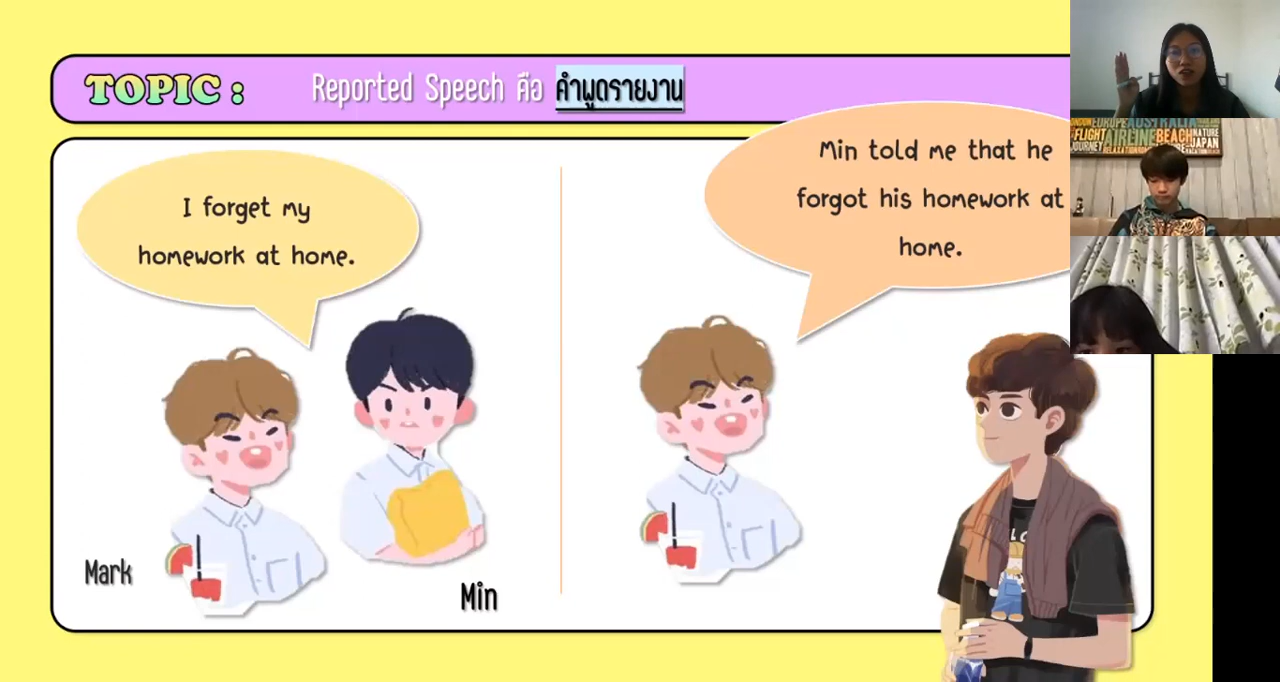 TOPIC : Reported Speech คือ คำพูดรายงาน
I forget my
homework at home.
Min told me that he
forgot his homework at
home.
Mark
Min
EUROPE AUSTRALIA
FLIGHT AIRLINE BEACH NATURE
JOURNEY JAPAN